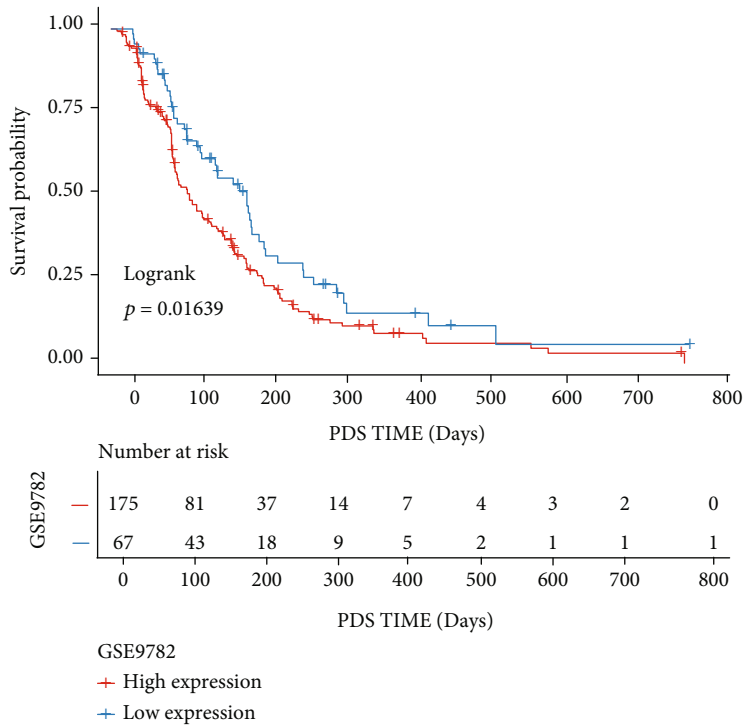 1.00
0.75
0.50
0.25
0.00
Survival probability
Logrank
p = 0.01639
0 100 200 300 400 500 600 700 800
PDS TIME (Days)
Number at risk
GSE9782
175 81 37 14 7 4 3 2 0
67 43 18 9 5 2 1 1 1
0 100 200 300 400 500 600 700 800
PDS TIME (Days)
GSE9782
High expression
Low expression